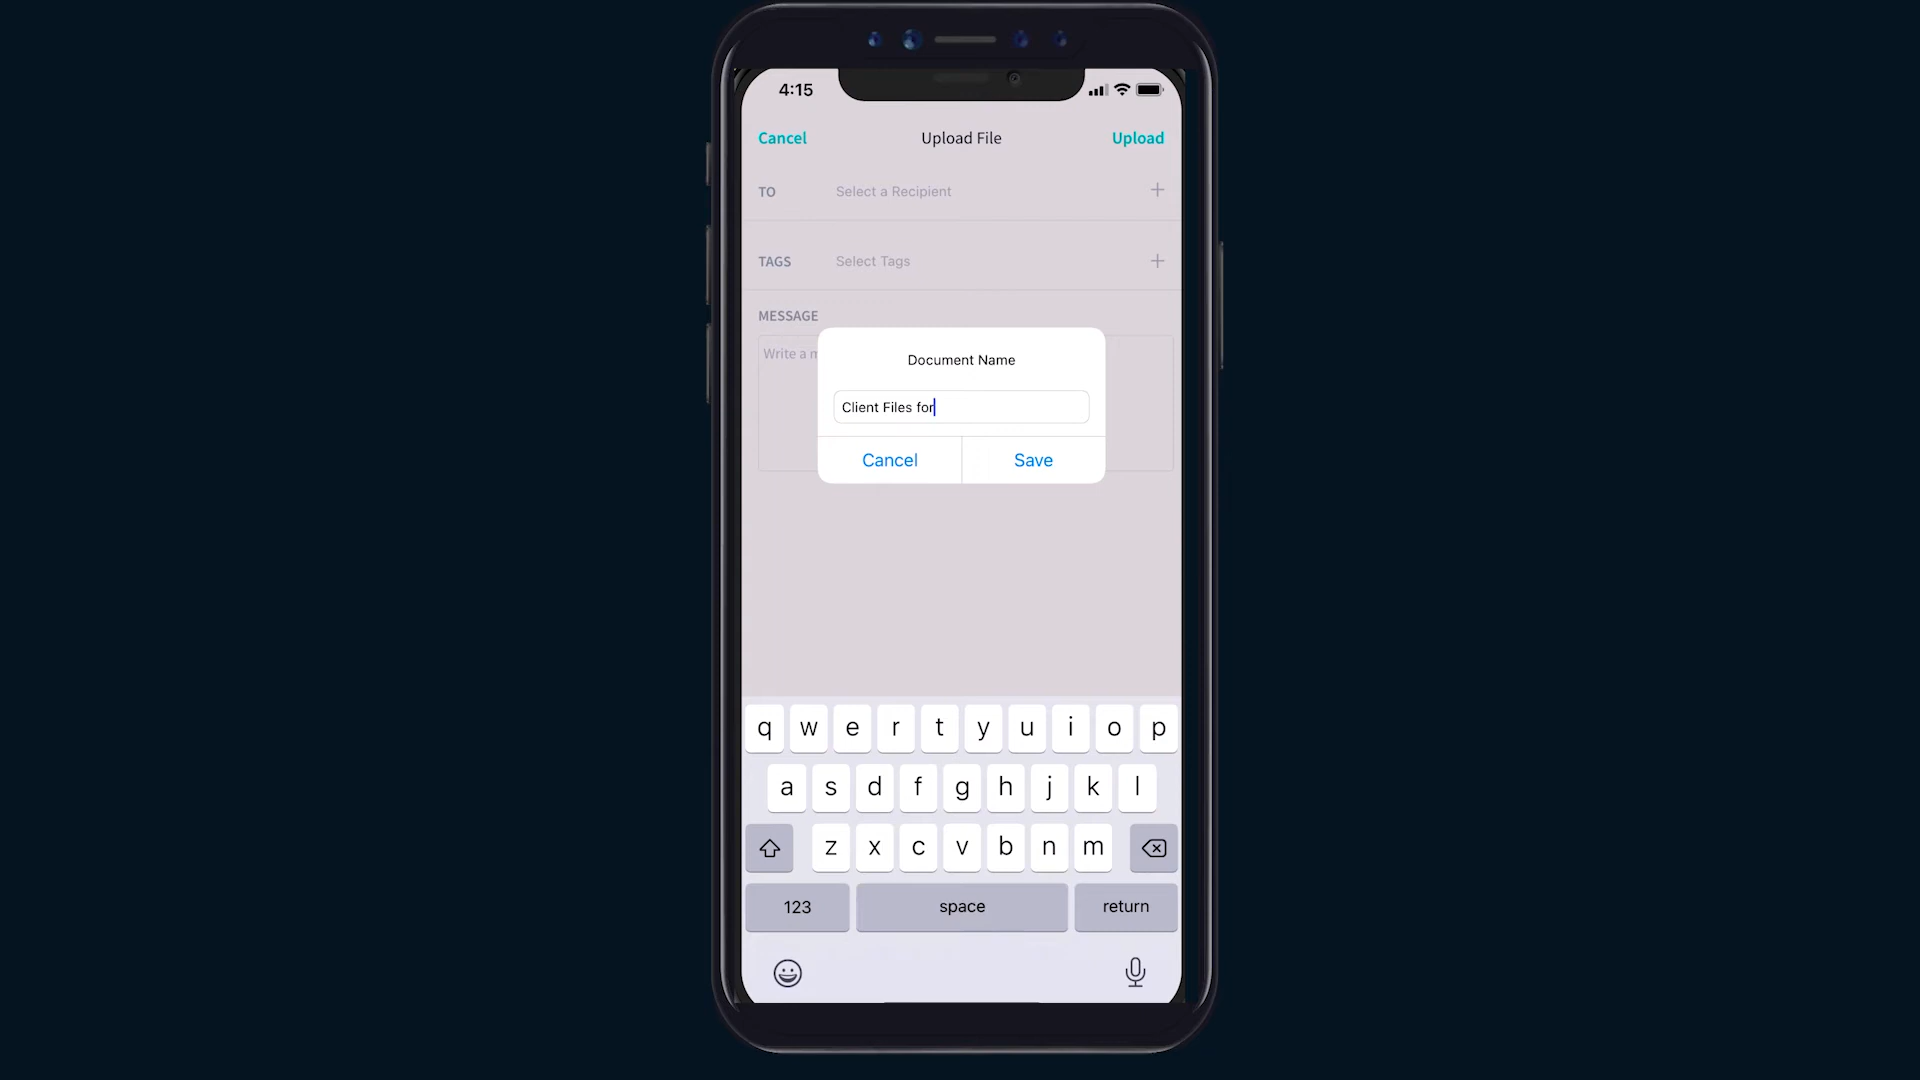 4:15
Cancel Upload File Upload
TO Select a Recipient +
TAGS Select Tags +
MESSAGE
Write a m
Document Name
Client Files for
Cancel Save
q w e r t y u i o p
a s d f g h j k l
z x c v b n m
123 space return